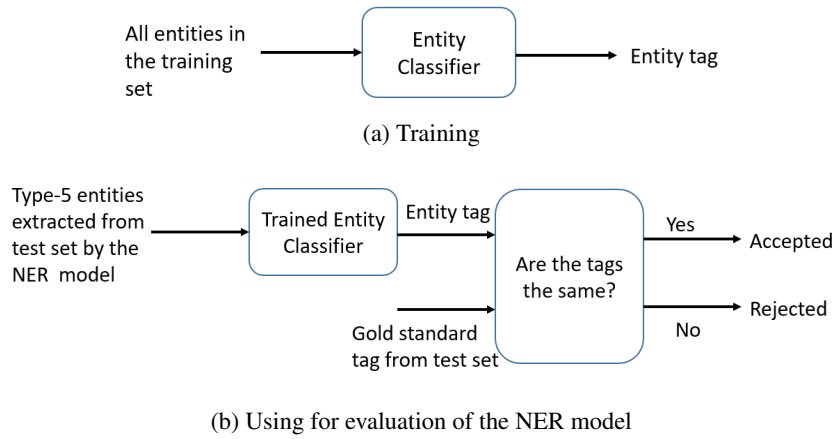 All entities in
the training
set
Entity
Classifier
Entity tag
(a) Training
Type-5 entities
extracted from
test set by the
NER model
Trained Entity
Classifier
Entity tag
Gold standard
tag from test set
Are the tags
the same?
Yes
Accepted
No
Rejected
(b) Using for evaluation of the NER model